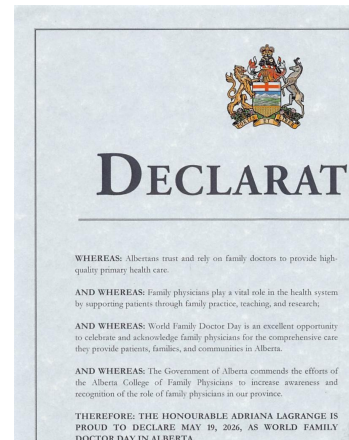 DECLARAT
WHEREAS: Albertans trust and rely on family doctors to provide high-
quality primary health care.
AND WHEREAS: Family physicians play a vital role in the health system
by supporting patients through family practice, teaching, and research;
AND WHEREAS: World Family Doctor Day is an excellent opportunity
to celebrate and acknowledge family physicians for the comprehensive care
they provide patients, families, and communities in Alberta.
AND WHEREAS: The Government of Alberta commends the efforts of
the Alberta College of Family Physicians to increase awareness and
recognition of the role of family physicians in our province.
THEREFORE: THE HONOURABLE ADRIANA LAGRANGE IS
PROUD TO DECLARE MAY 19, 2026, AS WORLD FAMILY
DOCTOR DAY IN ALBERTA